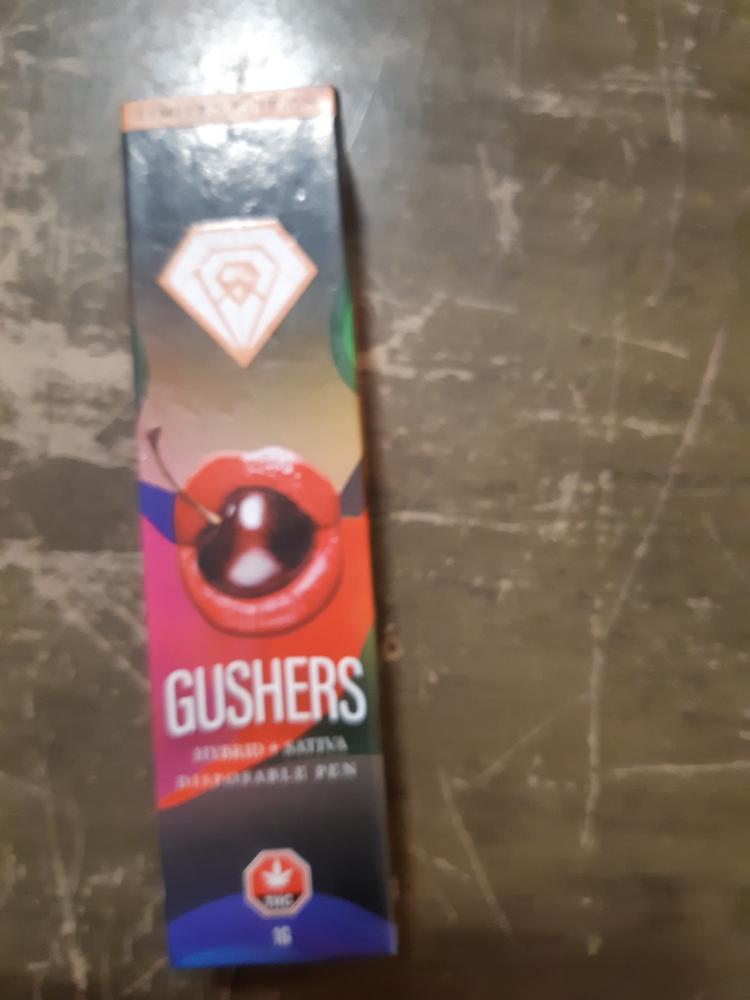 GUSHERS
HYBRID • SATIVA
DISPOSABLE PEN
THC
1G